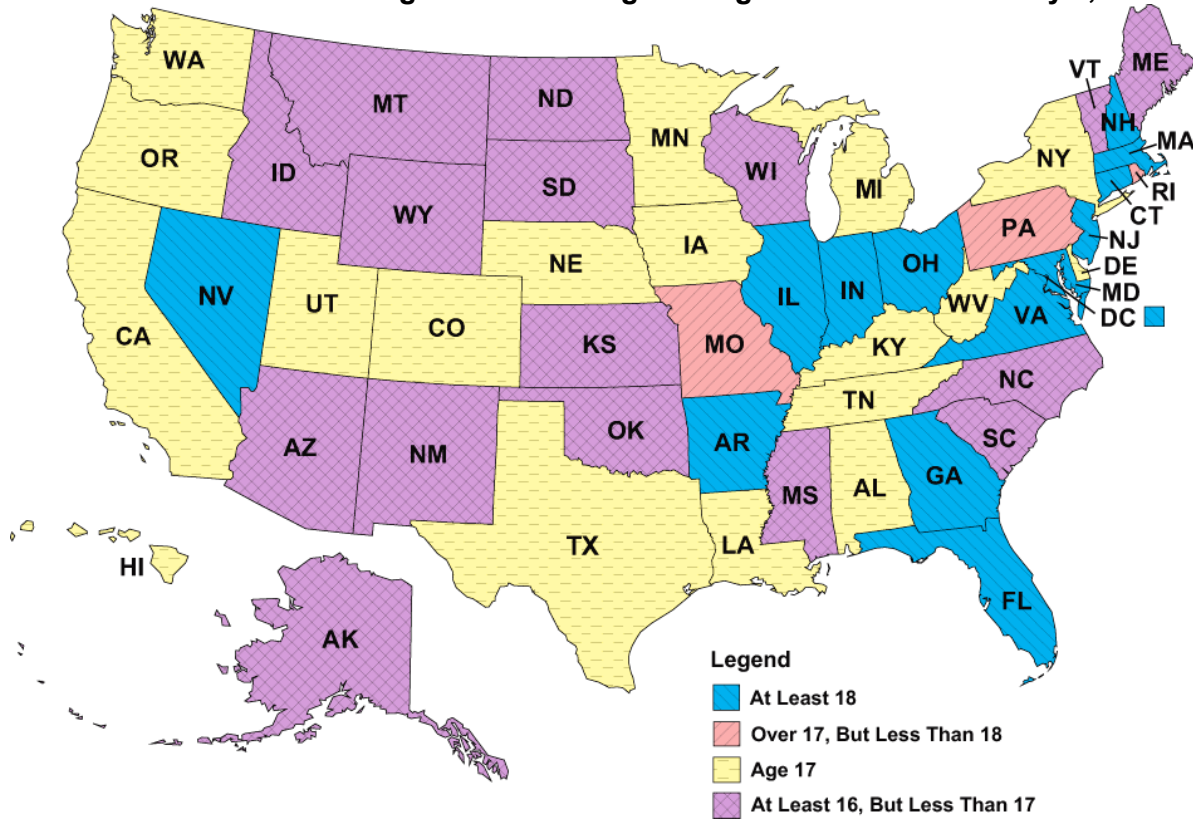 WA
MT
ND
MN
VT
ME
NH
OR
ID
SD
WI
MI
NY
MA
WY
RI
CT
IA
PA
NJ
NE
OH
DE
NV
IL
IN
MD
UT
WV
DC
CA
CO
VA
KS
MO
KY
NC
TN
OK
AR
SC
AZ
NM
GA
MS
AL
TX
LA
HI
FL
AK
Legend
At Least 18
Over 17, But Less Than 18
Age 17
At Least 16, But Less Than 17